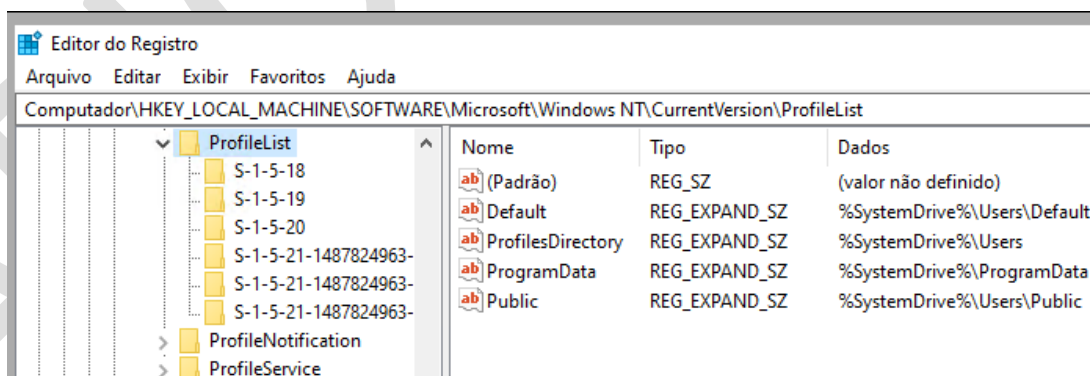 Editor do Registro
Arquivo Editar Exibir Favoritos Ajuda
Computador\HKEY_LOCAL_MACHINE\SOFTWARE\Microsoft\Windows NT\CurrentVersion\ProfileList
ProfileList
S-1-5-18
S-1-5-19
S-1-5-20
S-1-5-21-1487824963-
S-1-5-21-1487824963-
S-1-5-21-1487824963-
ProfileNotification
ProfileService
Nome Tipo Dados
(Padrão) REG_SZ (valor não definido)
Default REG_EXPAND_SZ %SystemDrive%\Users\Default
ProfilesDirectory REG_EXPAND_SZ %SystemDrive%\Users
ProgramData REG_EXPAND_SZ %SystemDrive%\ProgramData
Public REG_EXPAND_SZ %SystemDrive%\Users\Public